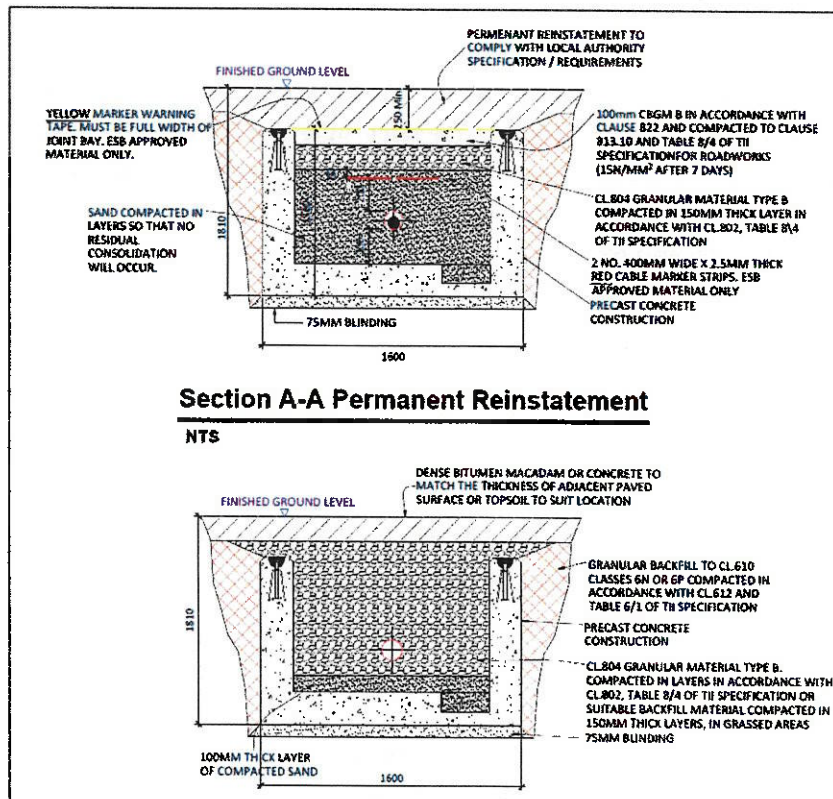 PERMENANT REINSTATEMENT TO
COMPLY WITH LOCAL AUTHORITY
SPECIFICATION / REQUIREMENTS
FINISHED GROUND LEVEL
250 Min
YELLOW MARKER WARNING
TAPE. MUST BE FULL WIDTH OF
JOINT BAY. ESB APPROVED
MATERIAL ONLY.
100mm CBGM B IN ACCORDANCE WITH
CLAUSE 822 AND COMPACTED TO CLAUSE
813.10 AND TABLE 8/4 OF TII
SPECIFICATIONFOR ROADWORKS
(15N/MM² AFTER 7 DAYS)
CL.804 GRANULAR MATERIAL TYPE B
COMPACTED IN 150MM THICK LAYER IN
ACCORDANCE WITH CL.802, TABLE 8\4
OF TII SPECIFICATION
SAND COMPACTED IN
LAYERS SO THAT NO
RESIDUAL
CONSOLIDATION
WILL OCCUR.
1810
2 NO. 400MM WIDE X 2.5MM THICK
RED CABLE MARKER STRIPS. ESB
APPROVED MATERIAL ONLY
PRECAST CONCRETE
CONSTRUCTION
75MM BLINDING
1600
Section A-A Permanent Reinstatement
NTS
DENSE BITUMEN MACADAM OR CONCRETE TO
MATCH THE THICKNESS OF ADJACENT PAVED
SURFACE OR TOPSOIL TO SUIT LOCATION
FINISHED GROUND LEVEL
GRANULAR BACKFILL TO CL.610
CLASSES 6N OR 6P COMPACTED IN
ACCORDANCE WITH CL.612 AND
TABLE 6/1 OF TII SPECIFICATION
1810
PRECAST CONCRETE
CONSTRUCTION
CL.804 GRANULAR MATERIAL TYPE B.
COMPACTED IN LAYERS IN ACCORDANCE WITH
CL.802, TABLE 8/4 OF TII SPECIFICATION OR
SUITABLE BACKFILL MATERIAL COMPACTED IN
150MM THICK LAYERS, IN GRASSED AREAS
75MM BLINDING
100MM THICK LAYER
OF COMPACTED SAND
1600